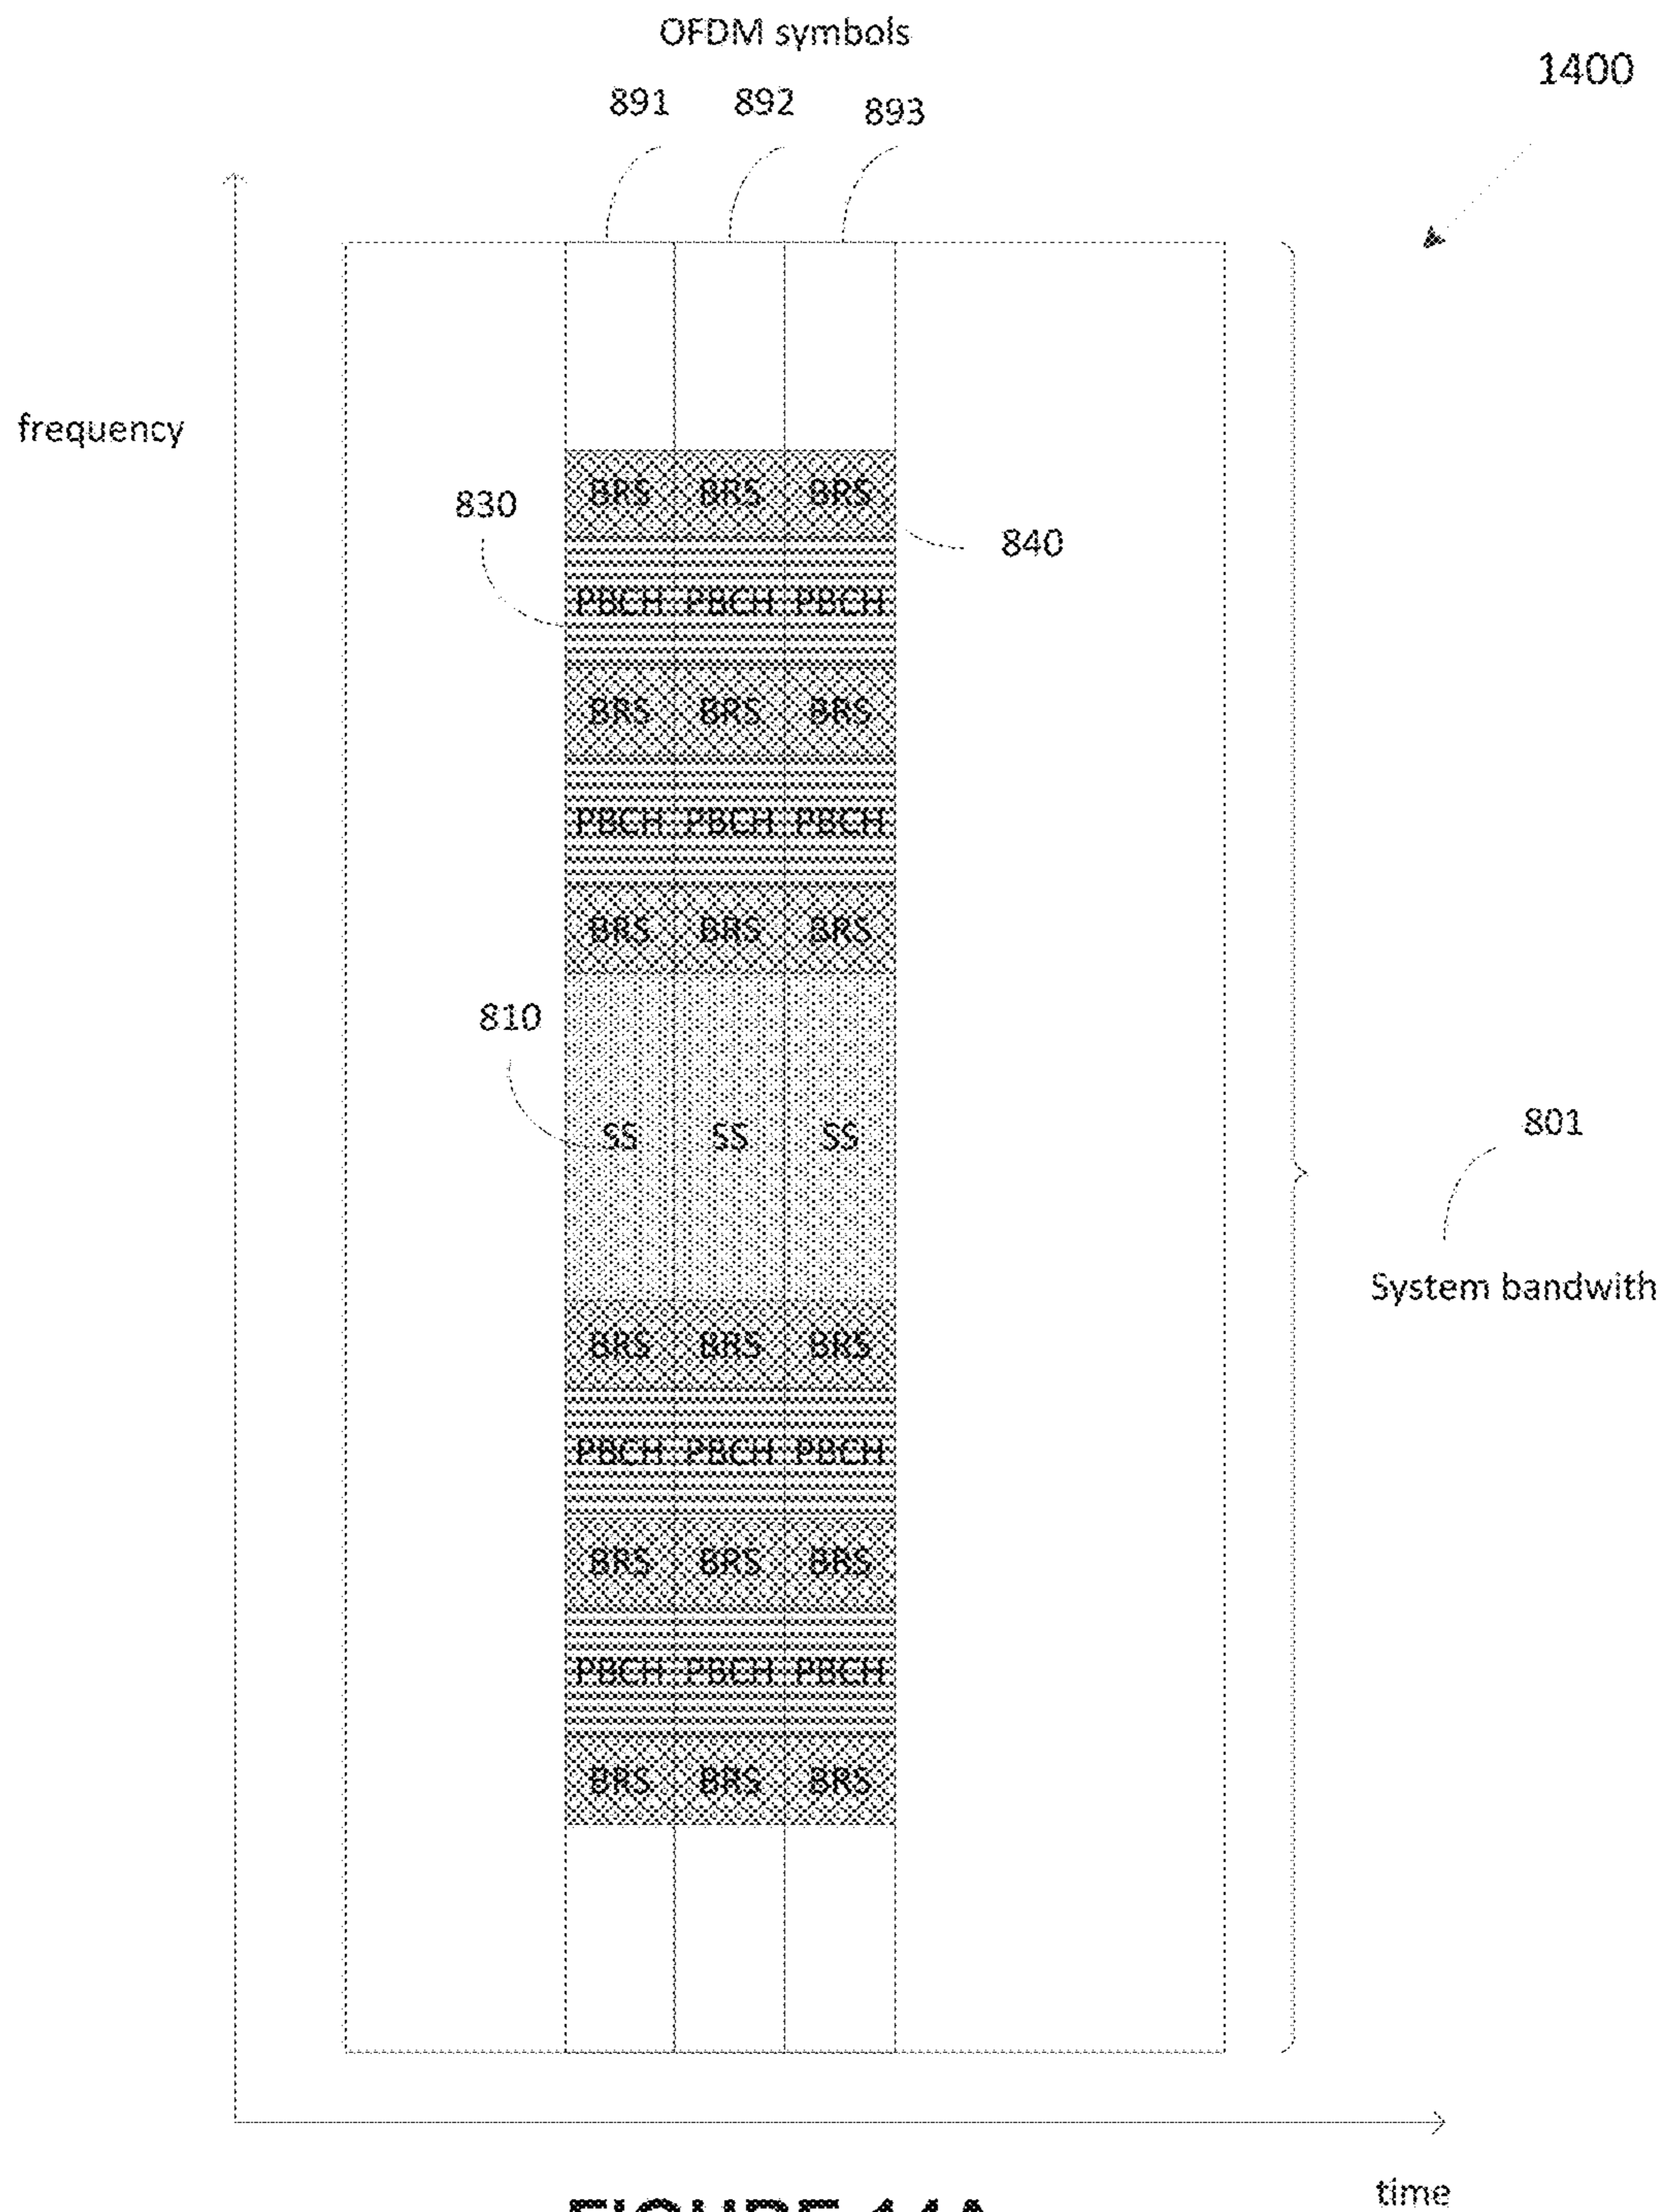 OFDM symbols
1400
891 892 893
frequency
BRS BRS BRS
830
840
PBCH PBCH PBCH
BRS BRS BRS
PBCH PBCH PBCH
BRS BRS BRS
810
SS SS SS
801
System bandwith
BRS BRS BRS
PBCH PBCH PBCH
BRS BRS BRS
PBCH PBCH PBCH
BRS BRS BRS
time